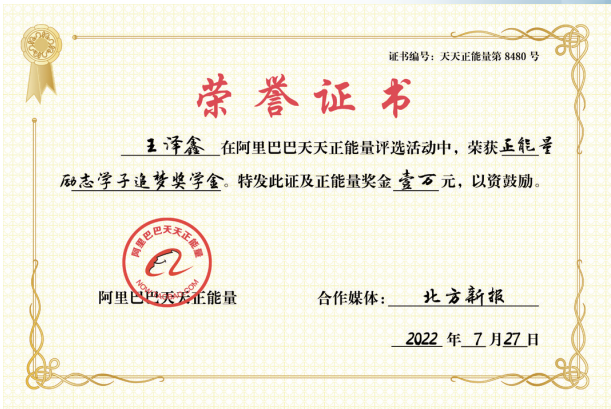 证书编号：天天正能量第 8480 号
荣誉证书
王泽鑫 在阿里巴巴天天正能量评选活动中，荣获正能量
励志学子追梦奖学金。特发此证及正能量奖金 壹万 元，以资鼓励。
阿里巴巴天天正能量
阿里巴巴天天正能量
合作媒体： 北方新报
2022 年 7 月27日